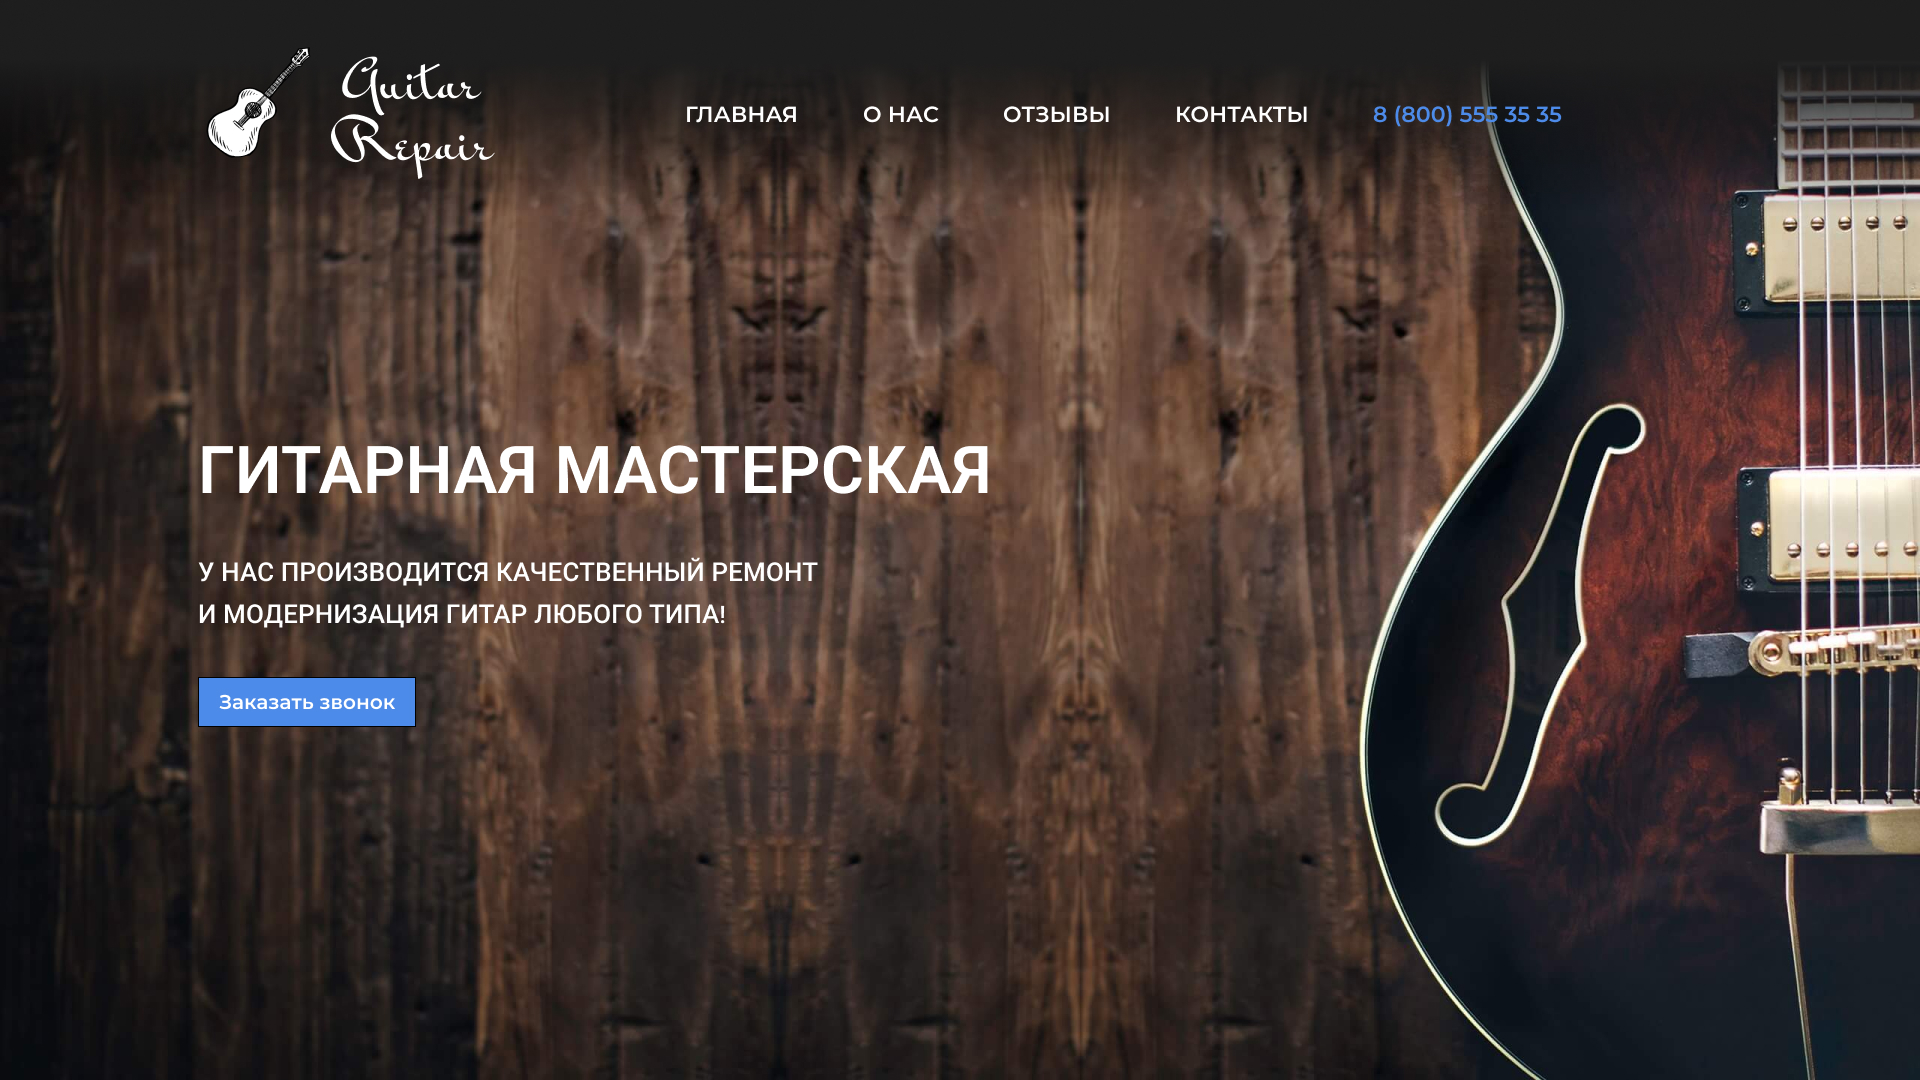 Guitar
Repair
ГЛАВНАЯ
О НАС
ОТЗЫВЫ
КОНТАКТЫ
8 (800) 555 35 35
ГИТАРНАЯ МАСТЕРСКАЯ
У НАС ПРОИЗВОДИТСЯ КАЧЕСТВЕННЫЙ РЕМОНТ
И МОДЕРНИЗАЦИЯ ГИТАР ЛЮБОГО ТИПА!
Заказать звонок